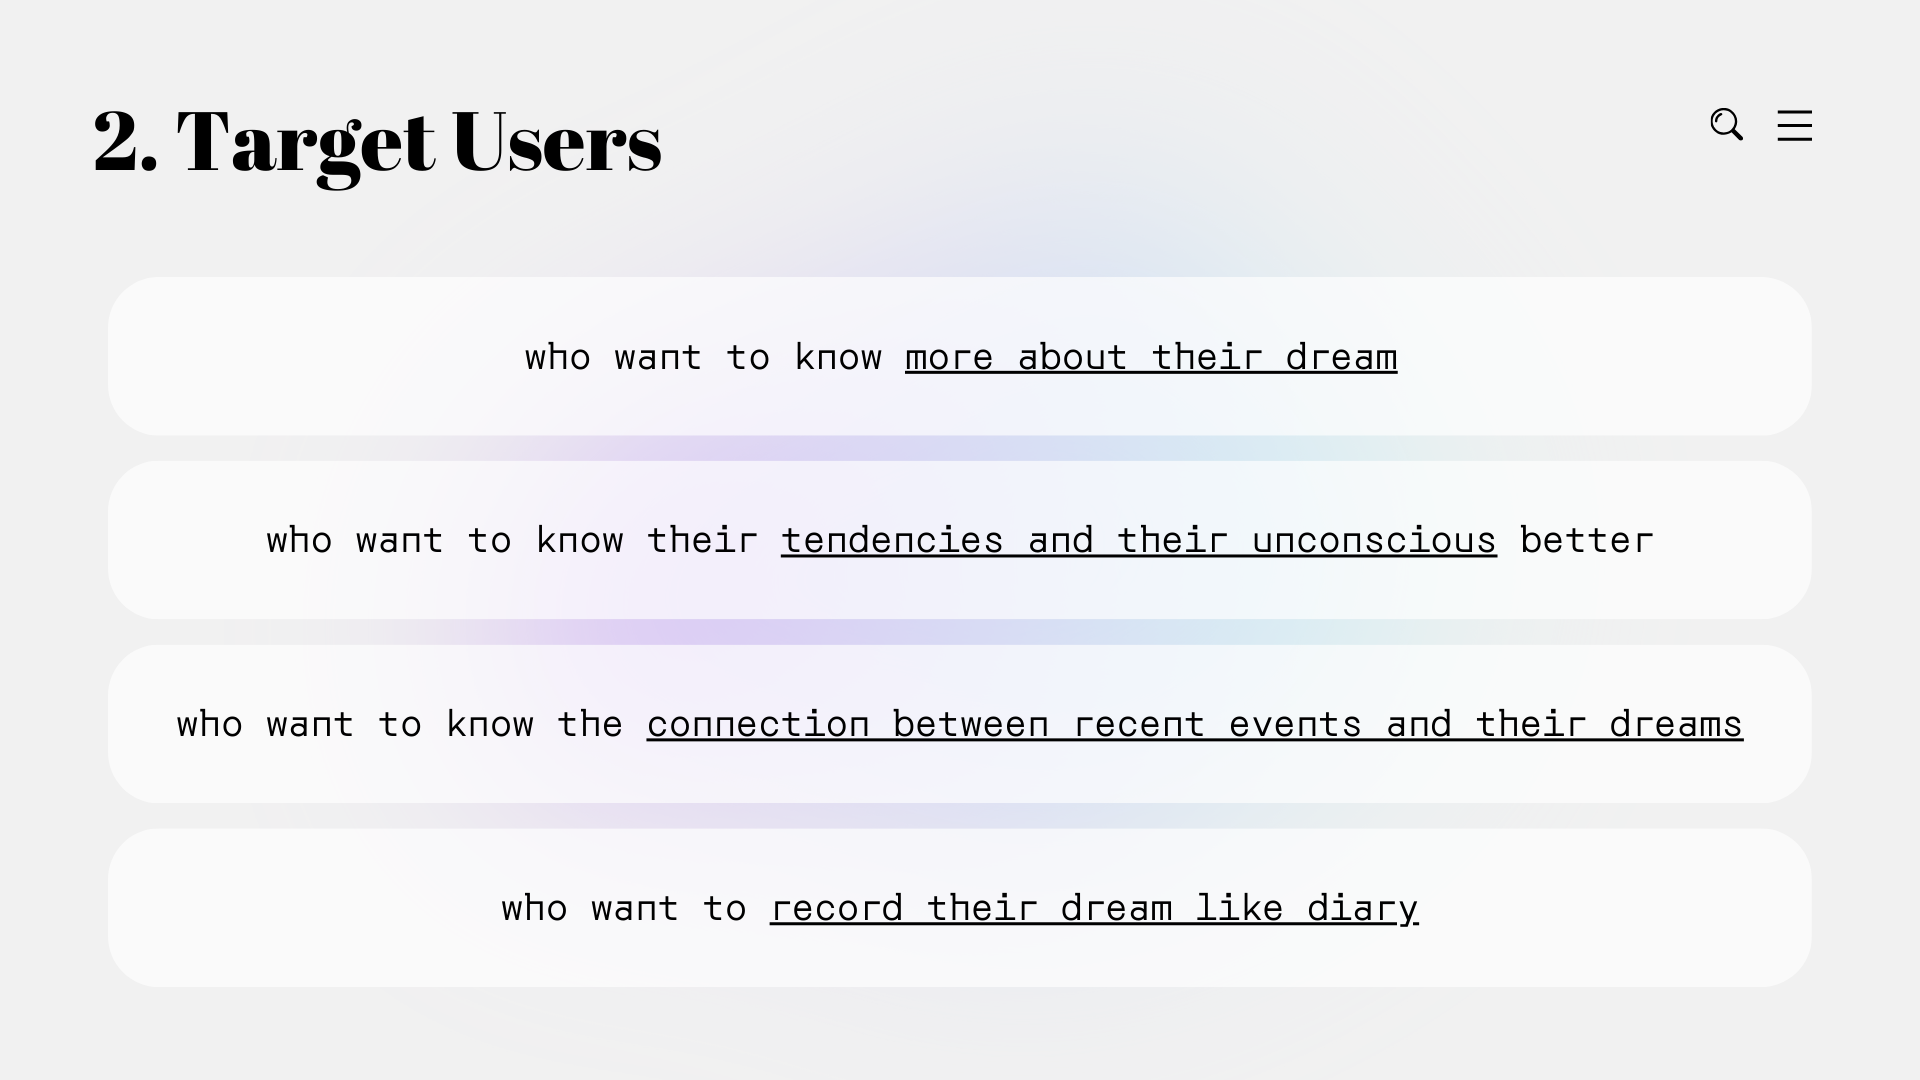 2. Target Users
who want to know more about their dream
who want to know their tendencies and their unconscious better
who want to know the connection between recent events and their dreams
who want to record their dream like diary